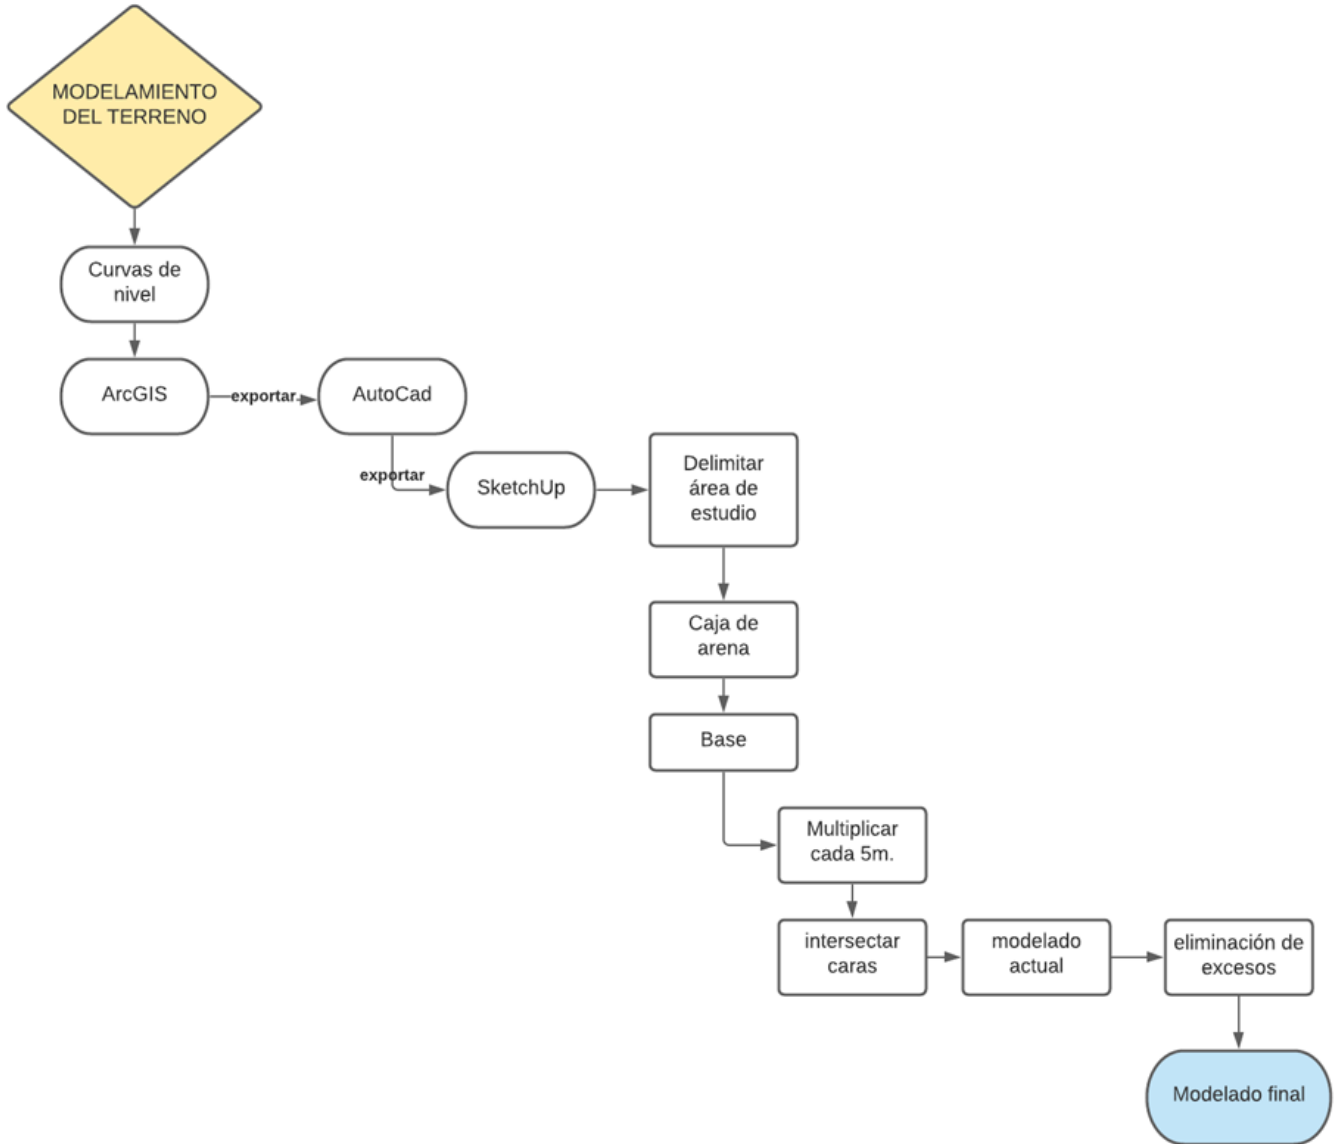 MODELAMIENTO
DEL TERRENO
Curvas de
nivel
ArcGIS
exportar
AutoCad
exportar
SketchUp
Delimitar
área de
estudio
Caja de
arena
Base
Multiplicar
cada 5m.
intersectar
caras
modelado
actual
eliminación de
excesos
Modelado final